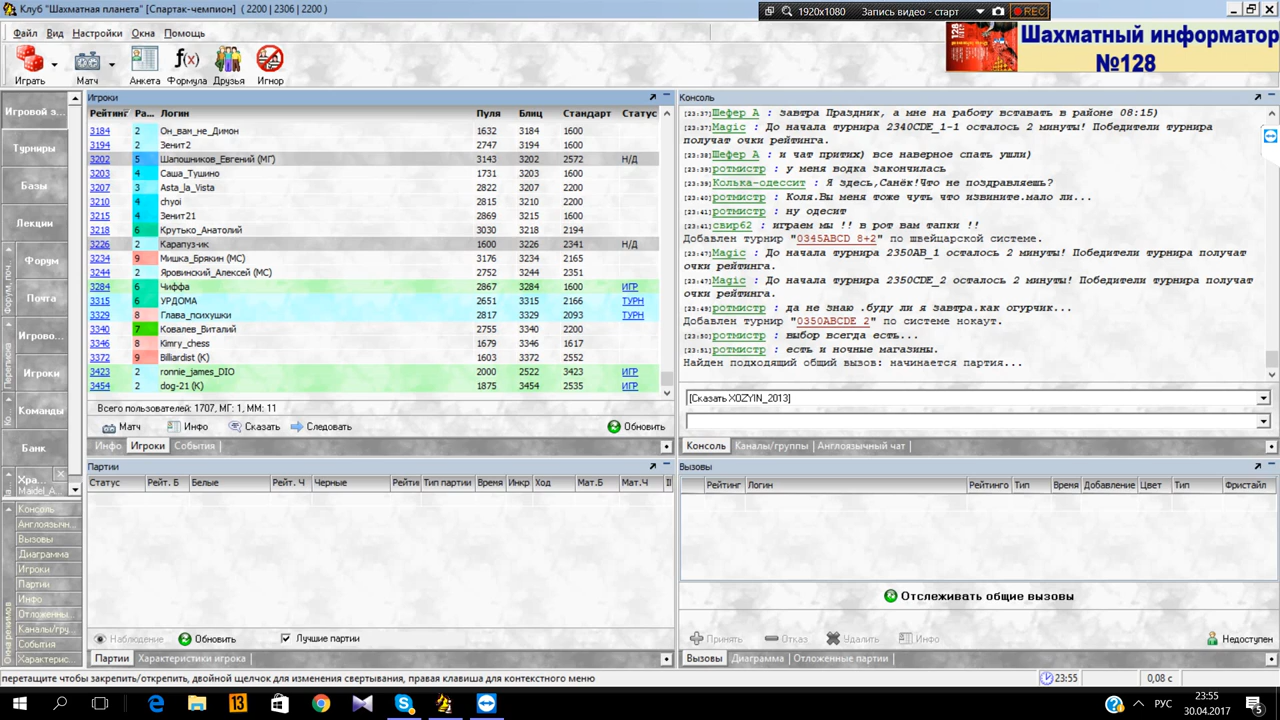 Клуб "Шахматная планета" [Спартак-чемпион] ( 2200 | 2306 | 2200 )
1920x1080
Запись видео - старт
REC
Файл Вид Настройки Окна Помощь
Играть
Матч
Анкета
f(x)
Формула
Друзья
Игнор
Шахматный информатор
№128
Игровой з...
Турниры
Базы
Лекции
Форум
Почта
Игрово...
Игроки
Команды
Банк
Хра...
Maidel_A...
Форум, поч
Переписка
Ко...
Консоль
Англоязычн...
Вызовы
Диаграмма
Игроки
Партии
Инфо
Отложенны...
Каналы/гру...
События
Характерис...
Окна режимов
Игроки
Рейтинг Ра... Логин Пуля Блиц Стандарт Статус
3184 2 Он_вам_не_Димон 1632 3184 1600
3194 2 Зенит2 2747 3194 1600
3202 5 Шапошников_Евгений (МГ) 3143 3202 2572 Н/Д
3203 4 Саша_Тушино 1731 3203 1600
3207 3 Asta_la_Vista 2822 3207 2200
3210 4 chyoi 2815 3210 2200
3215 4 Зенит21 2869 3215 1600
3218 6 Крутько_Анатолий 3030 3218 2194
3226 2 Карапуз-ик 1600 3226 2341 Н/Д
3234 9 Мишка_Брякин (МС) 3176 3234 2165
3244 2 Яровинский_Алексей (МС) 2752 3244 2351
3284 6 Чиффа 2867 3284 1600 ИГР
3315 6 УРДОМА 2651 3315 2166 ТУРН
3329 8 Глава_психушки 2817 3329 2093 ТУРН
3340 7 Ковалев_Виталий 2755 3340 2200
3346 8 Kimry_chess 1679 3346 1617
3372 9 Billiardist (К) 1603 3372 2552
3423 2 ronnie_james_DIO 2000 2522 3423 ИГР
3454 2 dog-21 (К) 1875 3454 2535 ИГР
Всего пользователей: 1707, МГ: 1, ММ: 11
Матч Инфо Сказать Следовать Обновить
Инфо Игроки События
Консоль
[23:37]Шефер А : завтра Праздник, а мне на работу вставать в районе 08:15)
[23:37]Magic : До начала турнира 2340CDE_1-1 осталось 2 минуты! Победители турнира
получат очки рейтинга.
[23:38]Шефер А : и чат притих) все наверное спать ушли)
[23:39]ротмистр : у меня водка закончилась
[23:39]Колька-одессит : Я здесь,Санёк!Что не поздравляешь?
[23:40]ротмистр : Коля.Вы меня тоже чуть что извините.мало ли...
[23:41]ротмистр : ну одесит
[23:41]свир62 : играем мы !! в рот вам тапки !!
Добавлен турнир "0345ABCD 8+2" по швейцарской системе.
[23:47]Magic : До начала турнира 2350AB_1 осталось 2 минуты! Победители турнира получат
очки рейтинга.
[23:47]Magic : До начала турнира 2350CDE_2 осталось 2 минуты! Победители турнира получат
очки рейтинга.
[23:49]ротмистр : да не знаю .буду ли я завтра.как огурчик...
Добавлен турнир "0350ABCDE 2" по системе нокаут.
[23:50]ротмистр : выбор всегда есть...
[23:51]ротмистр : есть и ночные магазины.
Найден подходящий общий вызов: начинается партия...
[Сказать XOZYIN_2013]
Консоль Каналы/группы Англоязычный чат
Партии
Статус Рейт. Б Белые Рейт. Ч Черные Рейти Тип партии Время Инкр Ход Мат.Б Мат.Ч
Наблюдение Обновить Лучшие партии
Партии Характеристики игрока
Вызовы
Рейтинг Логин Рейтинго Тип Время Добавление Цвет Тип Фристайл
Отслеживать общие вызовы
Принять Отказ Удалить Инфо Недоступен
Вызовы Диаграмма Отложенные партии
перетащите чтобы закрепить/открепить, двойной щелчок для изменения свертывания, правая клавиша для контекстного меню
23:55 0,08 с
13
РУС
23:55
30.04.2017
5